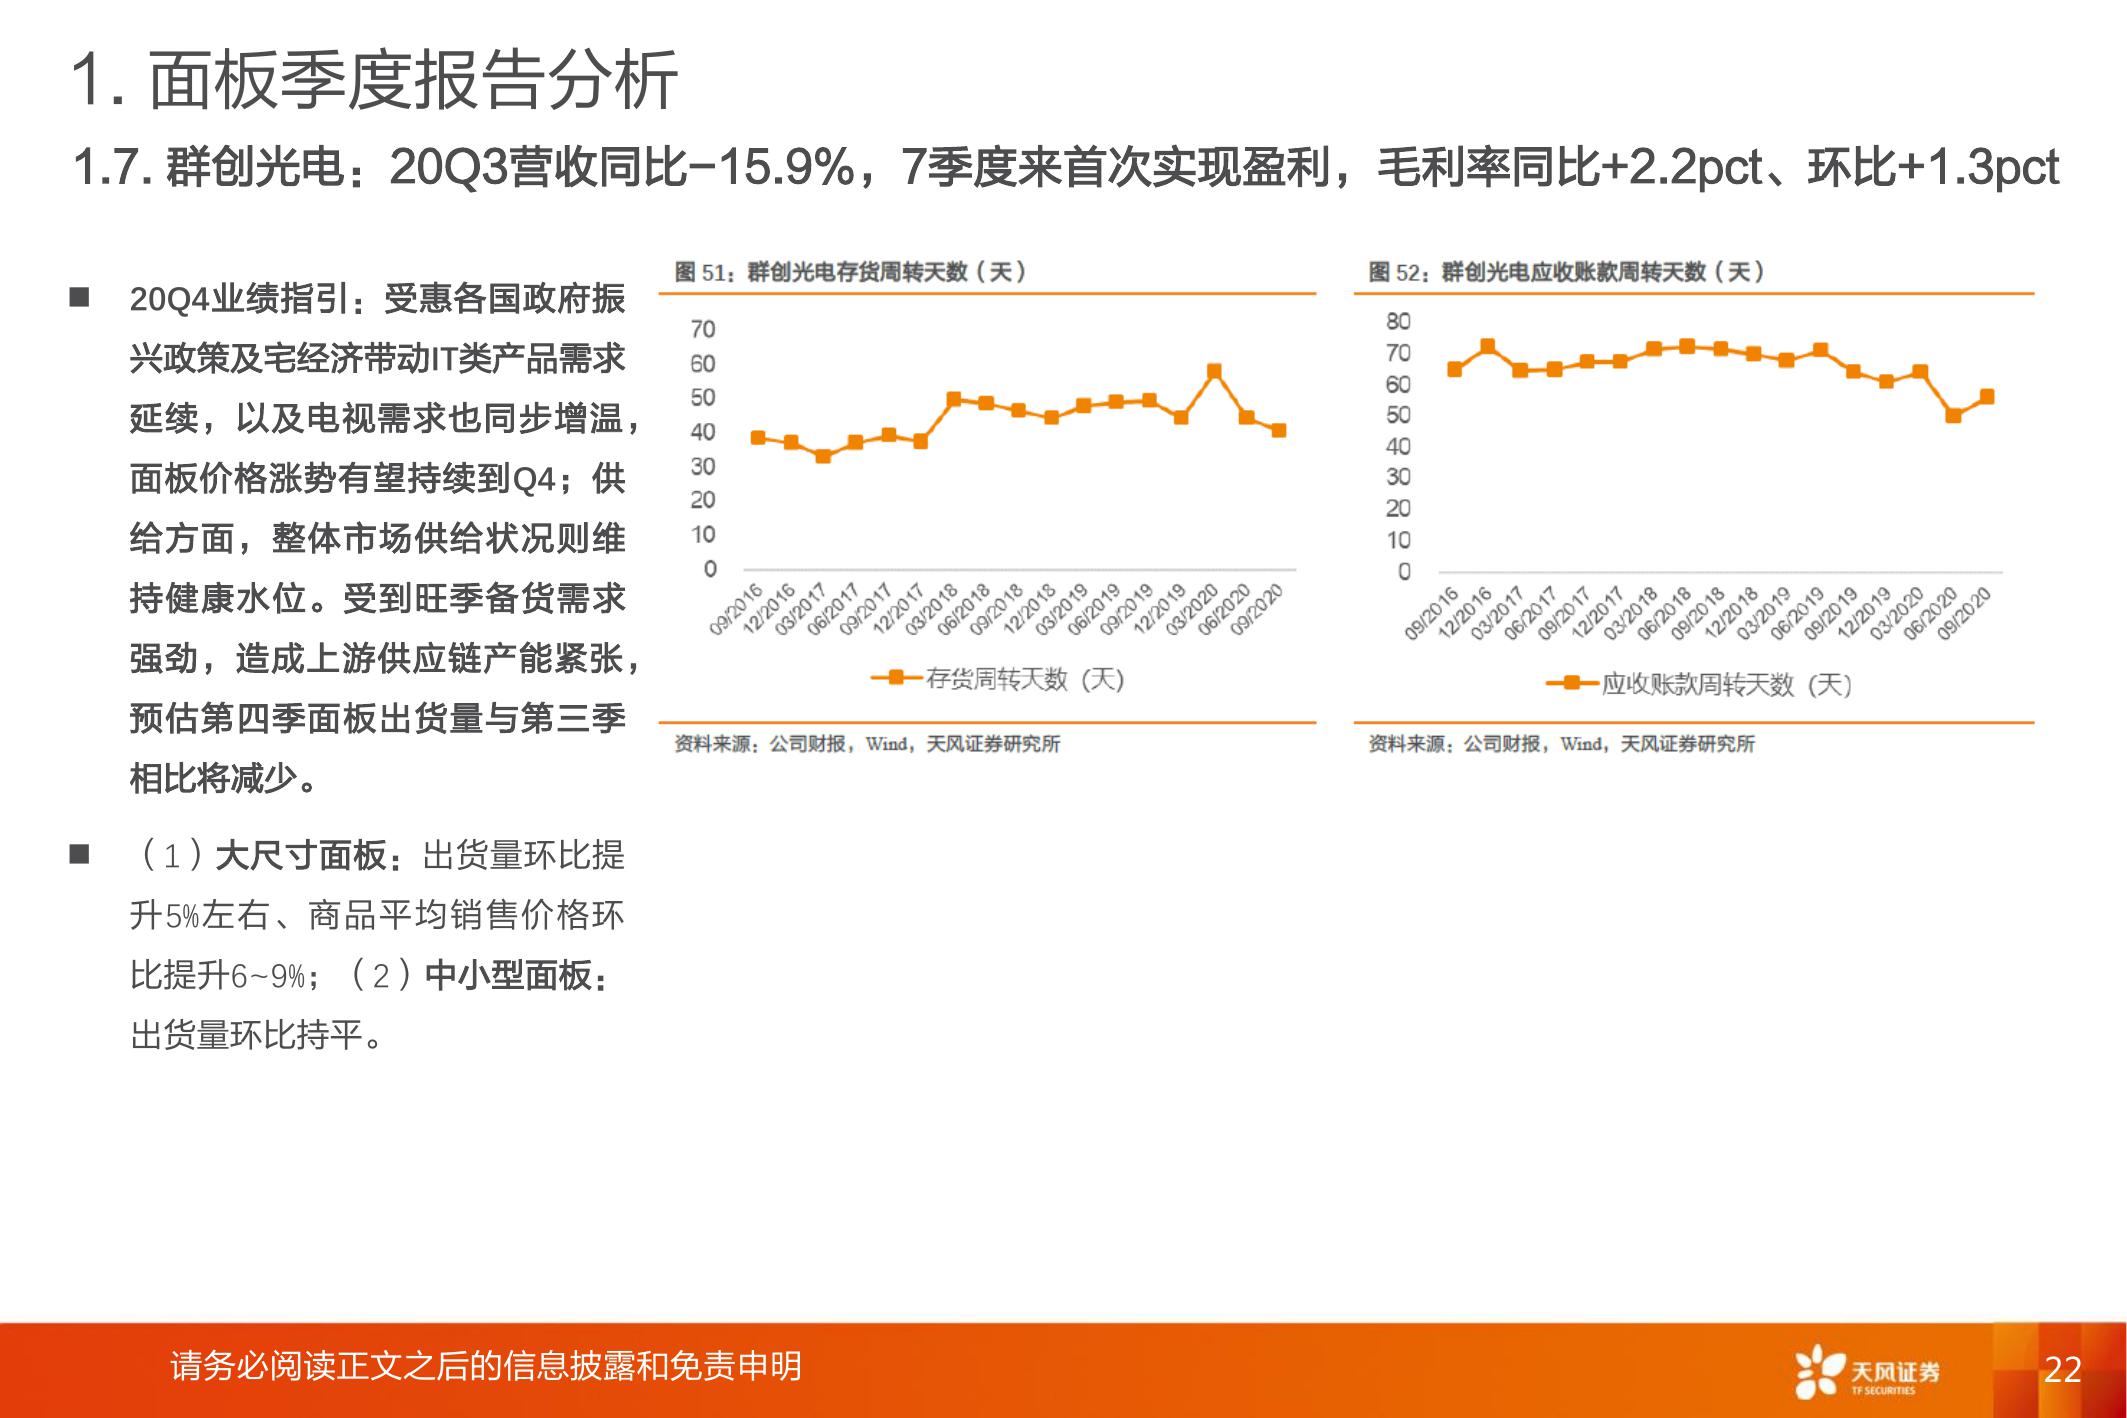 1. 面板季度报告分析
1.7. 群创光电：20Q3营收同比-15.9%，7季度来首次实现盈利，毛利率同比+2.2pct、环比+1.3pct
■ 20Q4业绩指引：受惠各国政府振
兴政策及宅经济带动IT类产品需求
延续，以及电视需求也同步增温，
面板价格涨势有望持续到Q4；供
给方面，整体市场供给状况则维
持健康水位。受到旺季备货需求
强劲，造成上游供应链产能紧张，
预估第四季面板出货量与第三季
相比将减少。
■ （1）大尺寸面板：出货量环比提
升5%左右、商品平均销售价格环
比提升6~9%；（2）中小型面板：
出货量环比持平。
图 51：群创光电存货周转天数（天）
70
60
50
40
30
20
10
0
09/2016
12/2016
03/2017
06/2017
09/2017
12/2017
03/2018
06/2018
09/2018
12/2018
03/2019
06/2019
09/2019
12/2019
03/2020
06/2020
09/2020
存货周转天数（天）
资料来源：公司财报，Wind，天风证券研究所
图 52：群创光电应收账款周转天数（天）
80
70
60
50
40
30
20
10
0
09/2016
12/2016
03/2017
06/2017
09/2017
12/2017
03/2018
06/2018
09/2018
12/2018
03/2019
06/2019
09/2019
12/2019
03/2020
06/2020
09/2020
应收账款周转天数（天）
资料来源：公司财报，Wind，天风证券研究所
请务必阅读正文之后的信息披露和免责申明
天风证券
TF SECURITIES
22